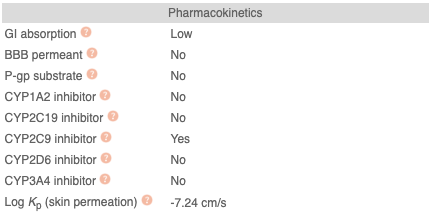 Pharmacokinetics
GI absorption ? Low
BBB permeant ? No
P-gp substrate ? No
CYP1A2 inhibitor ? No
CYP2C19 inhibitor ? No
CYP2C9 inhibitor ? Yes
CYP2D6 inhibitor ? No
CYP3A4 inhibitor ? No
Log Kp (skin permeation) ? -7.24 cm/s